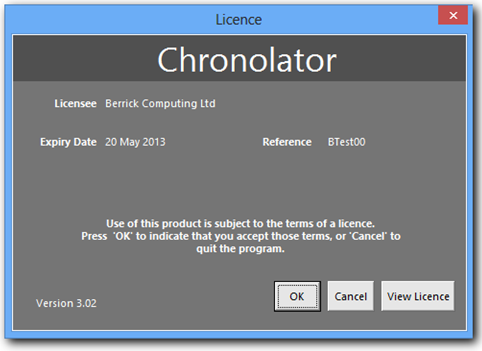 Licence
Chronolator
Licensee Berrick Computing Ltd
Expiry Date 20 May 2013 Reference BTest00
Use of this product is subject to the terms of a licence.
Press 'OK' to indicate that you accept those terms, or 'Cancel' to
quit the program.
OK Cancel View Licence
Version 3.02